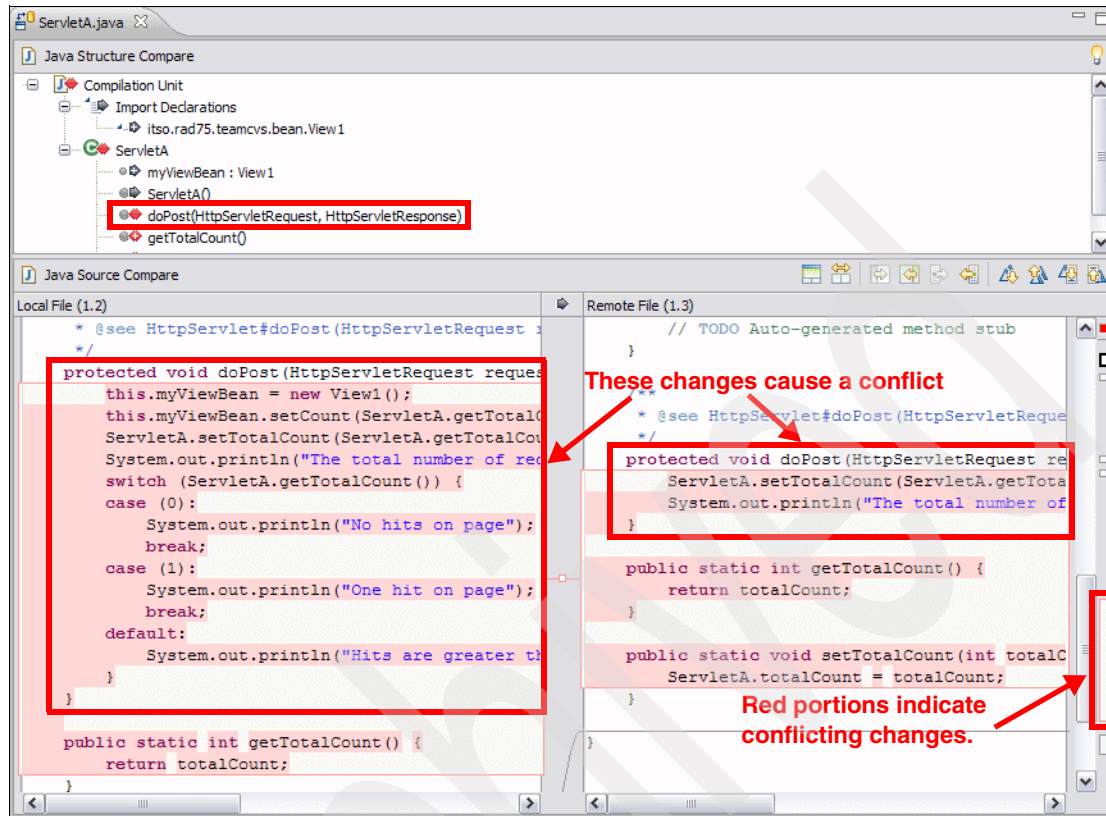 ServletA.java
Java Structure Compare
Compilation Unit
Import Declarations
itso.rad75.teamcvs.bean.View1
ServletA
myViewBean : View1
ServletA()
doPost(HttpServletRequest, HttpServletResponse)
getTotalCount()
Java Source Compare
Local File (1.2)
* @see HttpServlet#doPost(HttpServletRequest
*/
protected void doPost(HttpServletRequest reques
this.myViewBean = new View1();
this.myViewBean.setCount(ServletA.getTotalC
ServletA.setTotalCount(ServletA.getTotalCou
System.out.println("The total number of rec
switch (ServletA.getTotalCount()) {
case (0):
System.out.println("No hits on page");
break;
case (1):
System.out.println("One hit on page");
break;
default:
System.out.println("Hits are greater th
}
}
public static int getTotalCount() {
return totalCount;
}
Remote File (1.3)
// TODO Auto-generated method stub
}
These changes cause a conflict
/**
* @see HttpServlet#doPost(HttpServletReque
*/
protected void doPost(HttpServletRequest re
ServletA.setTotalCount(ServletA.getTota
System.out.println("The total number of
}
public static int getTotalCount() {
return totalCount;
}
public static void setTotalCount(int totalC
ServletA.totalCount = totalCount;
}
Red portions indicate
conflicting changes.
}